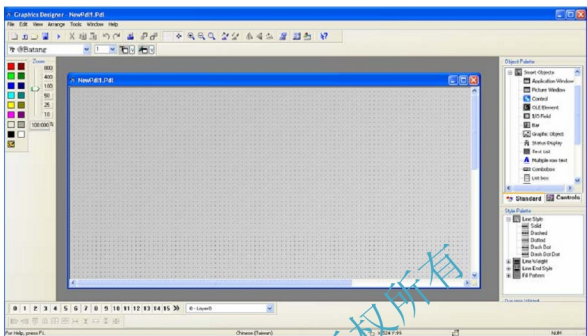 Graphics Designer - NewPdl1.Pdl
File Edit View Arrange Tools Window Help
@Batang
1
Zoom
800
400
100
50
25
10
100.000 %
NewPdl1.Pdl
Object Palette
Smart Objects
Application Window
Picture Window
Control
OLE Element
I/O Field
Bar
Graphic Object
Status Display
Text List
Multiple row text
Combobox
List box
Standard Controls
Style Palette
Line Style
Solid
Dashed
Dotted
Dash Dot
Dash Dot Dot
Line Weight
Line End Style
Fill Pattern
0 1 2 3 4 5 6 7 8 9 10 11 12 13 14 15
0 - Layer0
For Help, press F1.
Chinese (Taiwan)
NUM
权所有